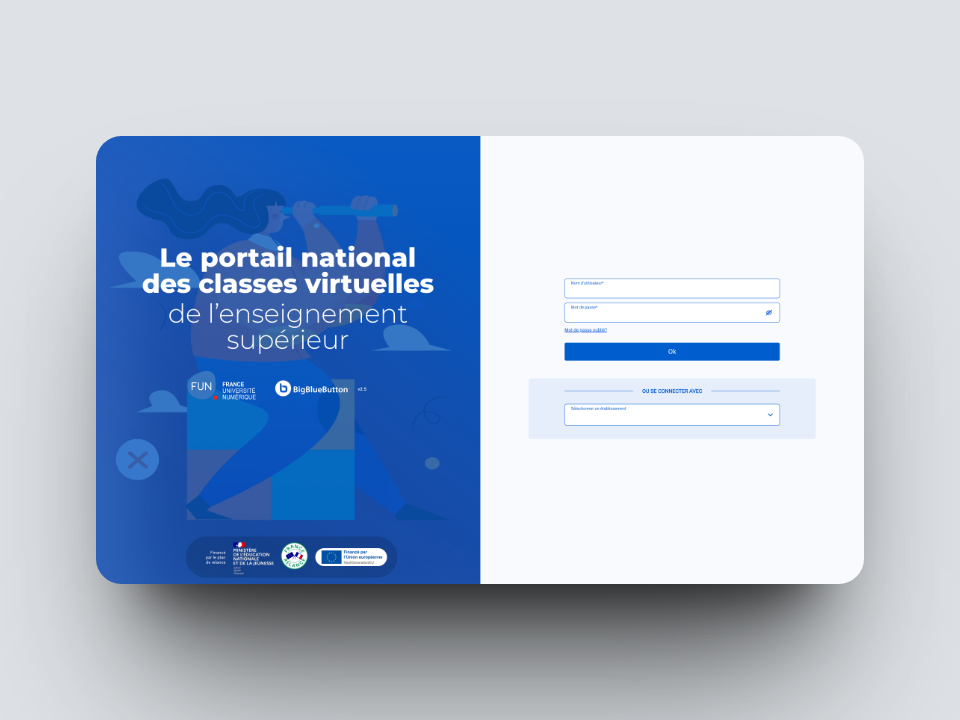 Le portail national
des classes virtuelles
de l’enseignement
supérieur
FUN
FRANCE
UNIVERSITÉ
NUMÉRIQUE
BigBlueButton
v2.5
Financé
par le plan
de relance
MINISTÈRE
DE L'ÉDUCATION
NATIONALE
ET DE LA JEUNESSE
FRANCE
RELANCE
Financé par
l'Union européenne
NextGenerationEU
Nom d'utilisateur*
Mot de passe*
Mot de passe oublié?
Ok
OU SE CONNECTER AVEC
Sélectionner un établissement